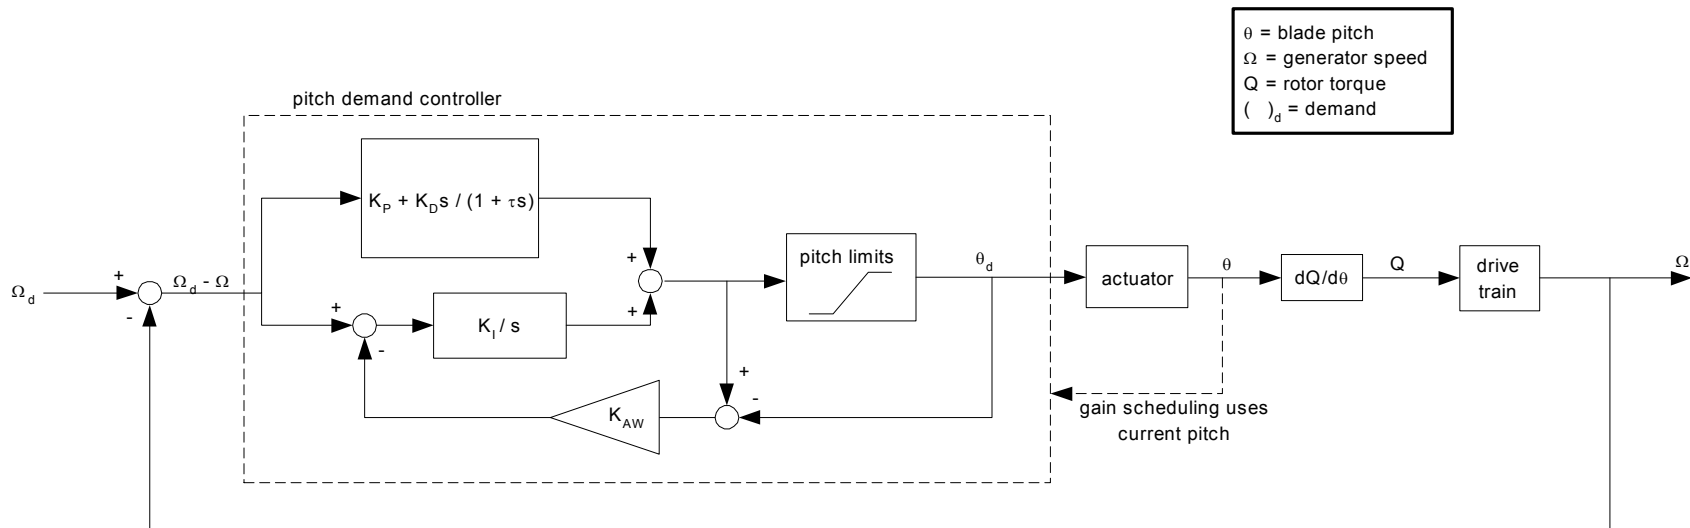 θ = blade pitch
Ω = generator speed
Q = rotor torque
( )d = demand
pitch demand controller
KP + KDs / (1 + τs)
+
pitch limits
θd
actuator
θ
dQ/dθ
Q
drive
train
Ω
Ωd
+
-
Ωd - Ω
+
-
KI / s
+
+
-
KAW
gain scheduling uses
current pitch